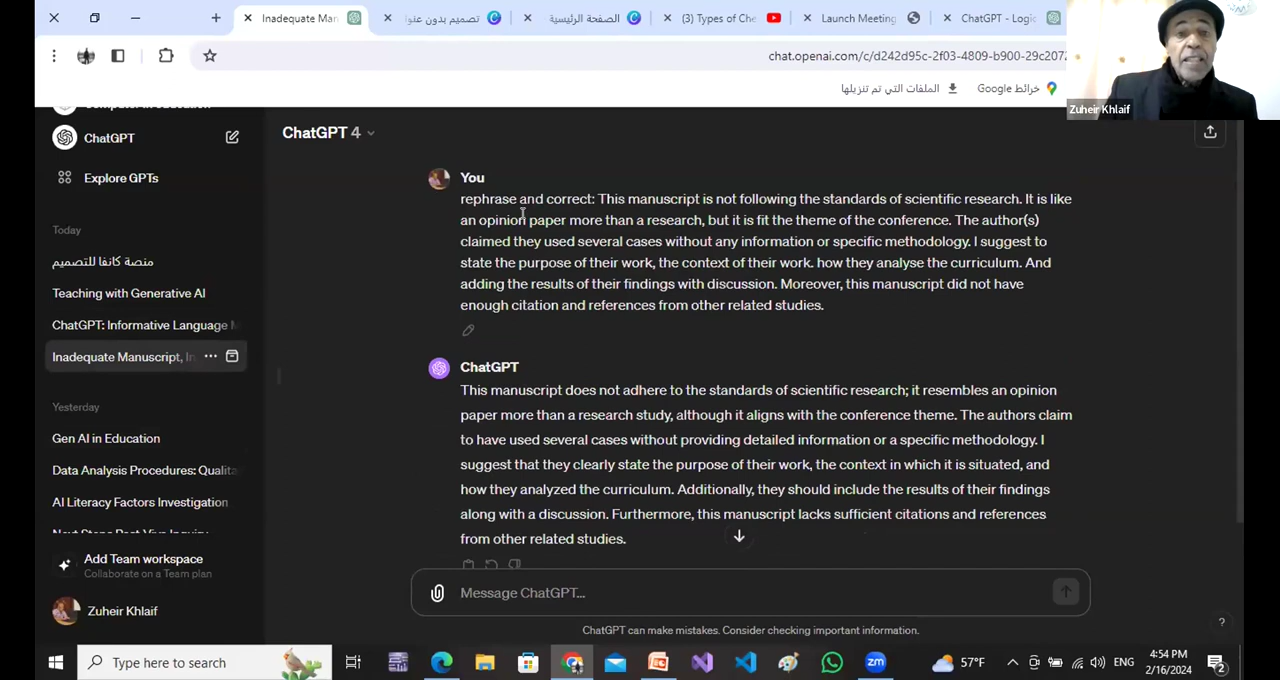 Inadequate Man
تصميم بدون عنوا
الصفحة الرئيسية
(3) Types of Che
Launch Meeting
ChatGPT - Logic
chat.openai.com/c/d242d95c-2f03-4809-b900-29c2072
الملفات التي تم تنزيلها
خرائط Google
Zuheir Khlaif
ChatGPT
ChatGPT 4
Explore GPTs
Today
منصة كانفا للتصميم
Teaching with Generative AI
ChatGPT: Informative Language
Inadequate Manuscript, In
Yesterday
Gen AI in Education
Data Analysis Procedures: Qualita
AI Literacy Factors Investigation
Next Steps Post-Viva Inquiry
Add Team workspace
Collaborate on a Team plan
Zuheir Khlaif
You
rephrase and correct: This manuscript is not following the standards of scientific research. It is like
an opinion paper more than a research, but it is fit the theme of the conference. The author(s)
claimed they used several cases without any information or specific methodology. I suggest to
state the purpose of their work, the context of their work. how they analyse the curriculum. And
adding the results of their findings with discussion. Moreover, this manuscript did not have
enough citation and references from other related studies.
ChatGPT
This manuscript does not adhere to the standards of scientific research; it resembles an opinion
paper more than a research study, although it aligns with the conference theme. The authors claim
to have used several cases without providing detailed information or a specific methodology. I
suggest that they clearly state the purpose of their work, the context in which it is situated, and
how they analyzed the curriculum. Additionally, they should include the results of their findings
along with a discussion. Furthermore, this manuscript lacks sufficient citations and references
from other related studies.
Message ChatGPT...
ChatGPT can make mistakes. Consider checking important information.
?
Type here to search
zm
57°F
ENG
4:54 PM
2/16/2024
2